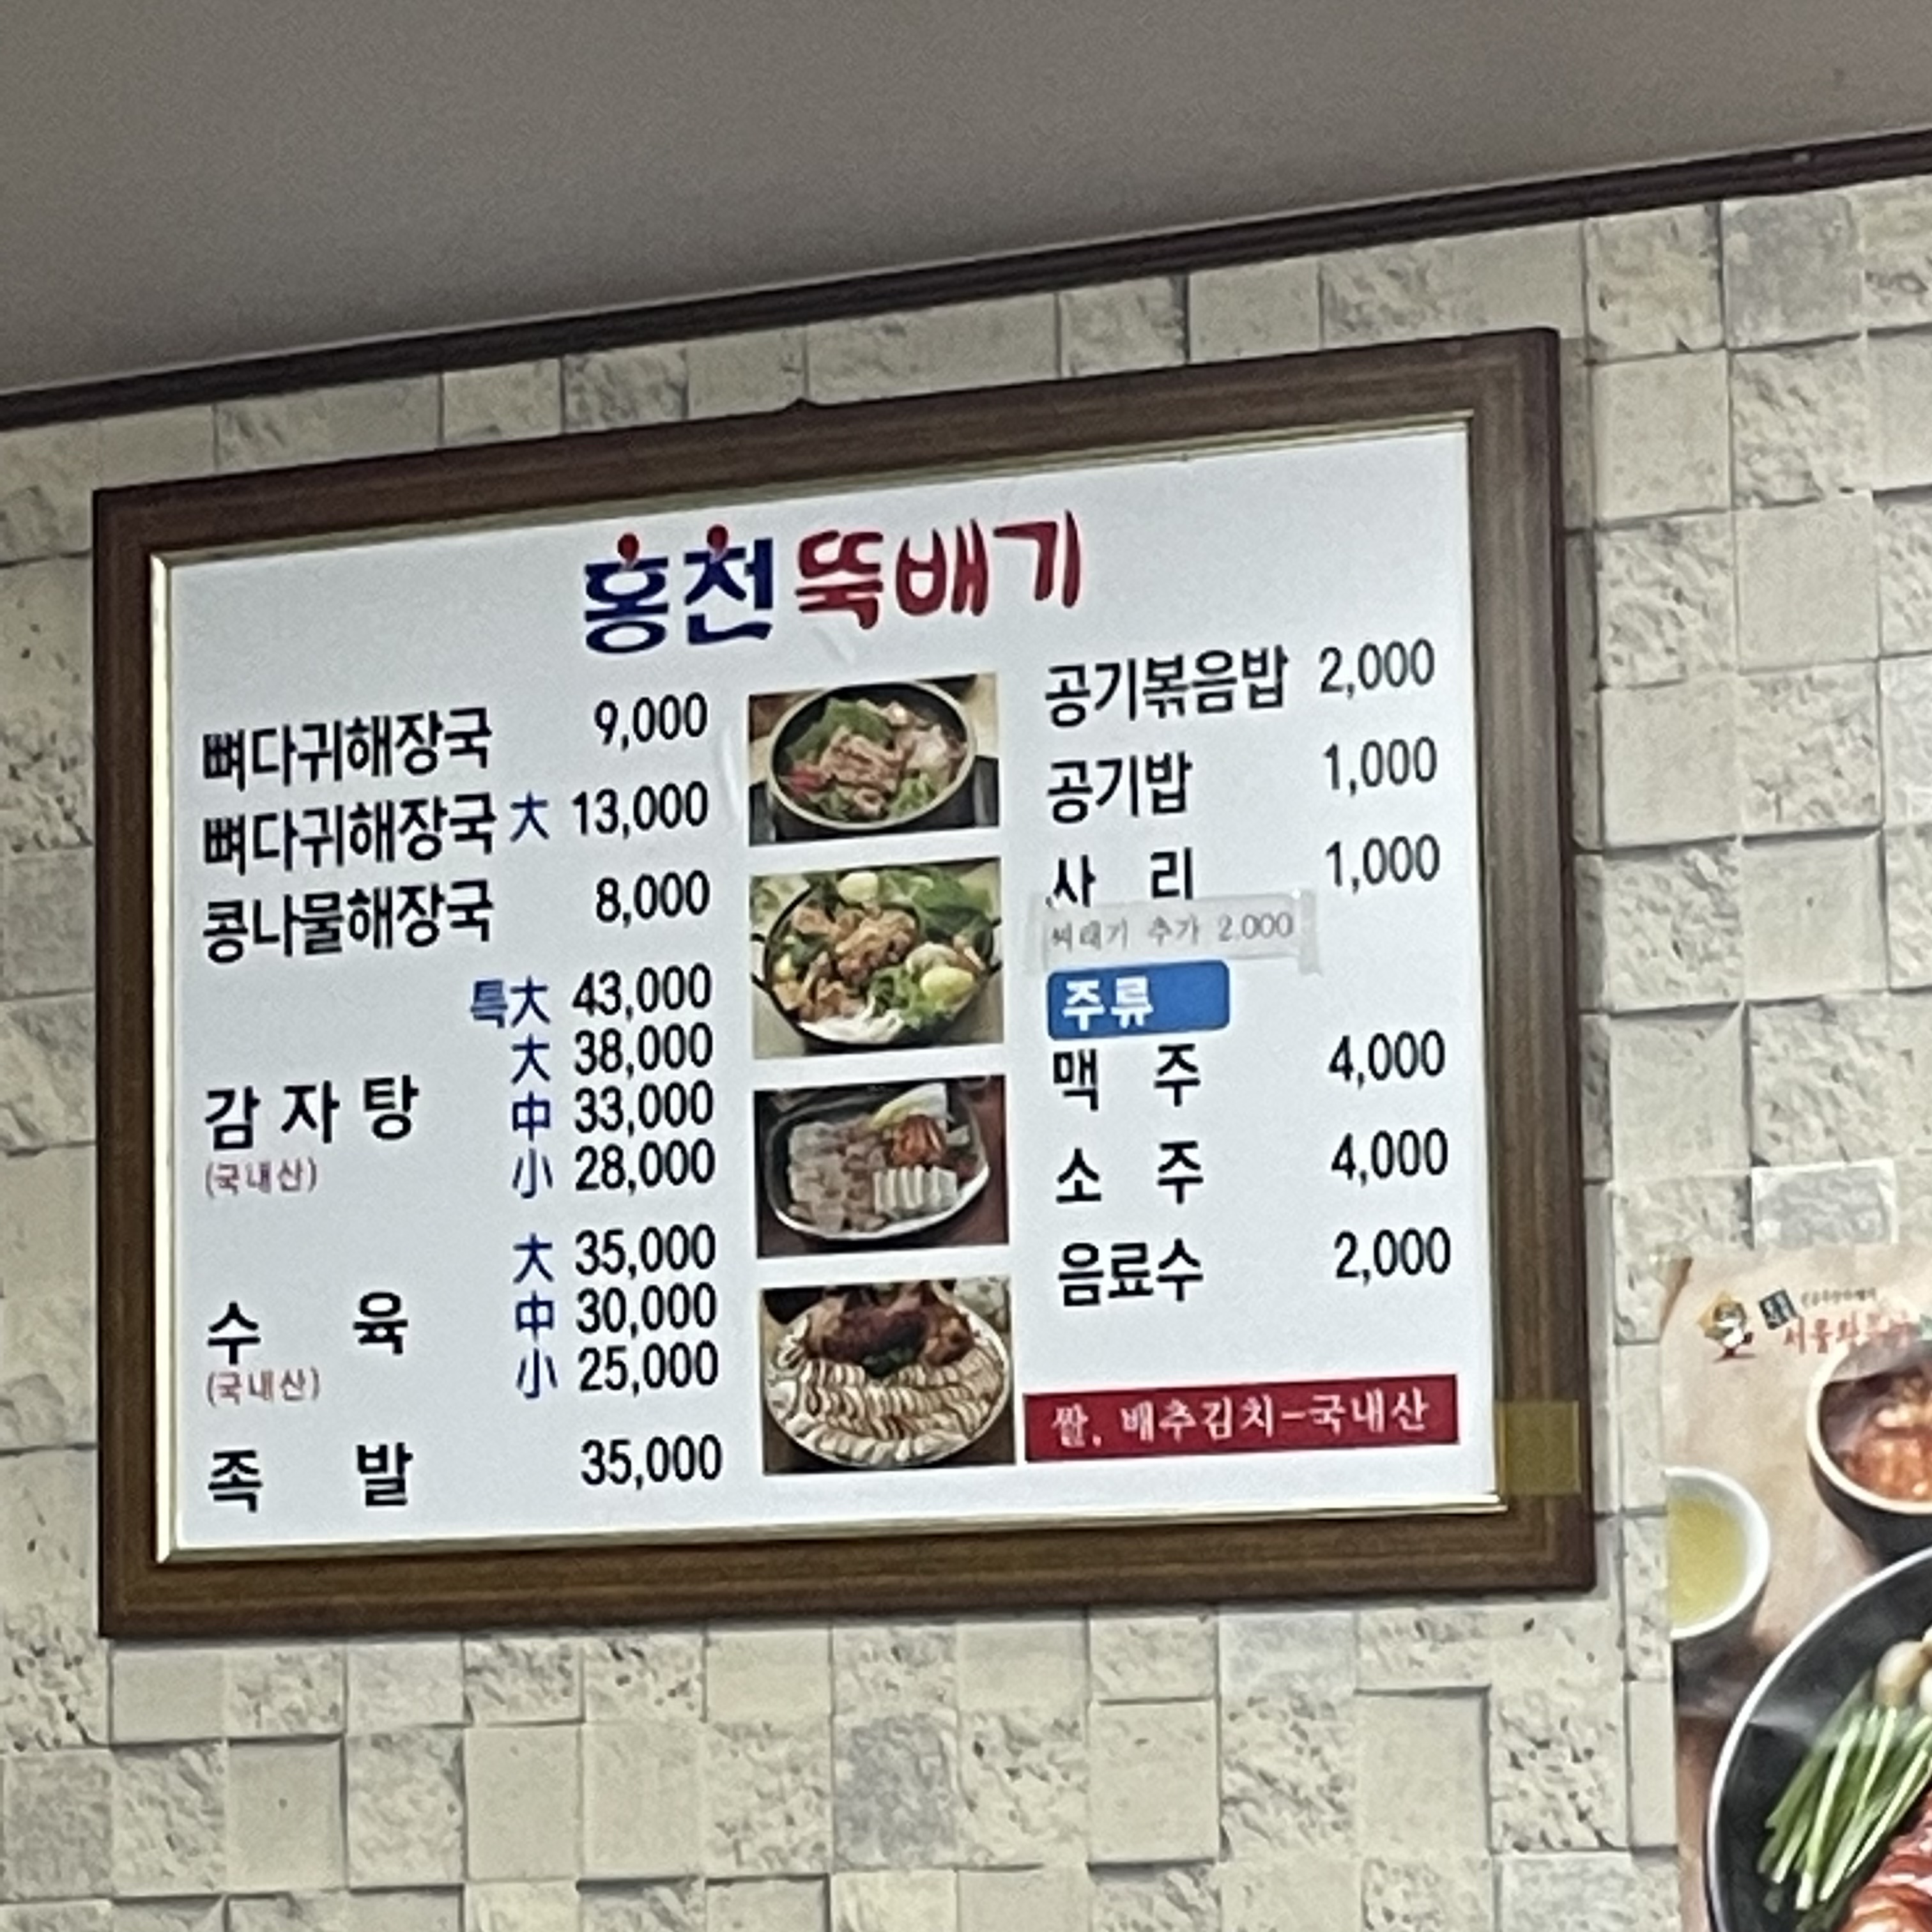 홍천뚝배기
뼈다귀해장국 9,000
뼈다귀해장국 大 13,000
콩나물해장국 8,000
감자탕
(국내산)
특大 43,000
大 38,000
中 33,000
小 28,000
수육
(국내산)
大 35,000
中 30,000
小 25,000
족발 35,000
공기볶음밥 2,000
공기밥 1,000
사리 1,000
추가 2.000
주류
맥주 4,000
소주 4,000
음료수 2,000
쌀, 배추김치-국내산